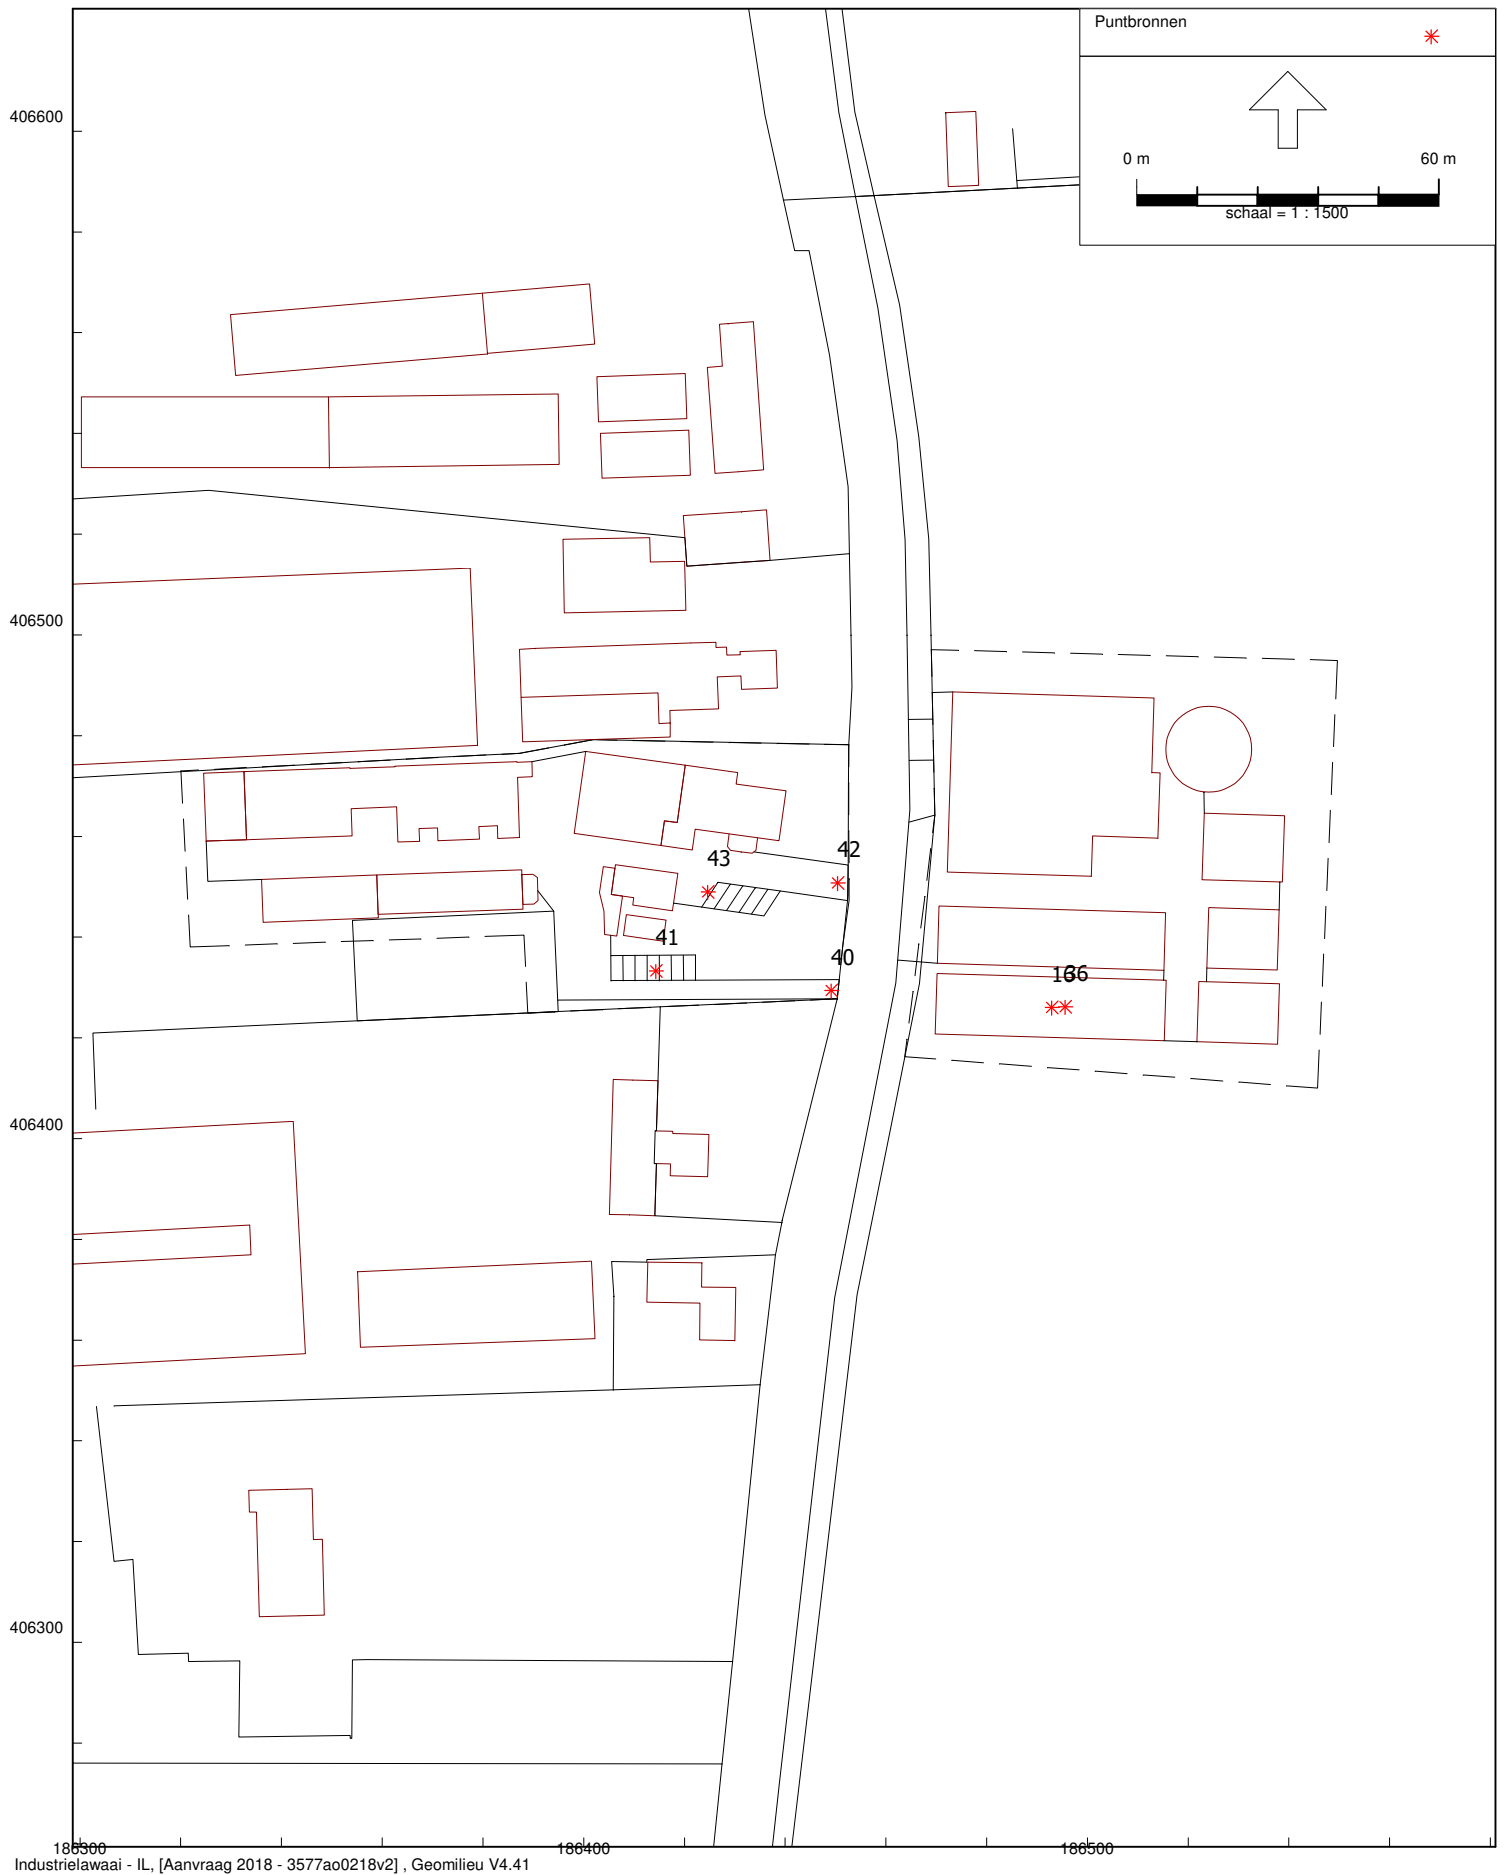 Puntbronnen
0 m 60 m
schaal = 1 : 1500
406600
406500
43
42
41
40
36
406400
406300
186300 186400 186500
Industrielawaai - IL, [Aanvraag 2018 - 3577ao0218v2] , Geomilieu V4.41